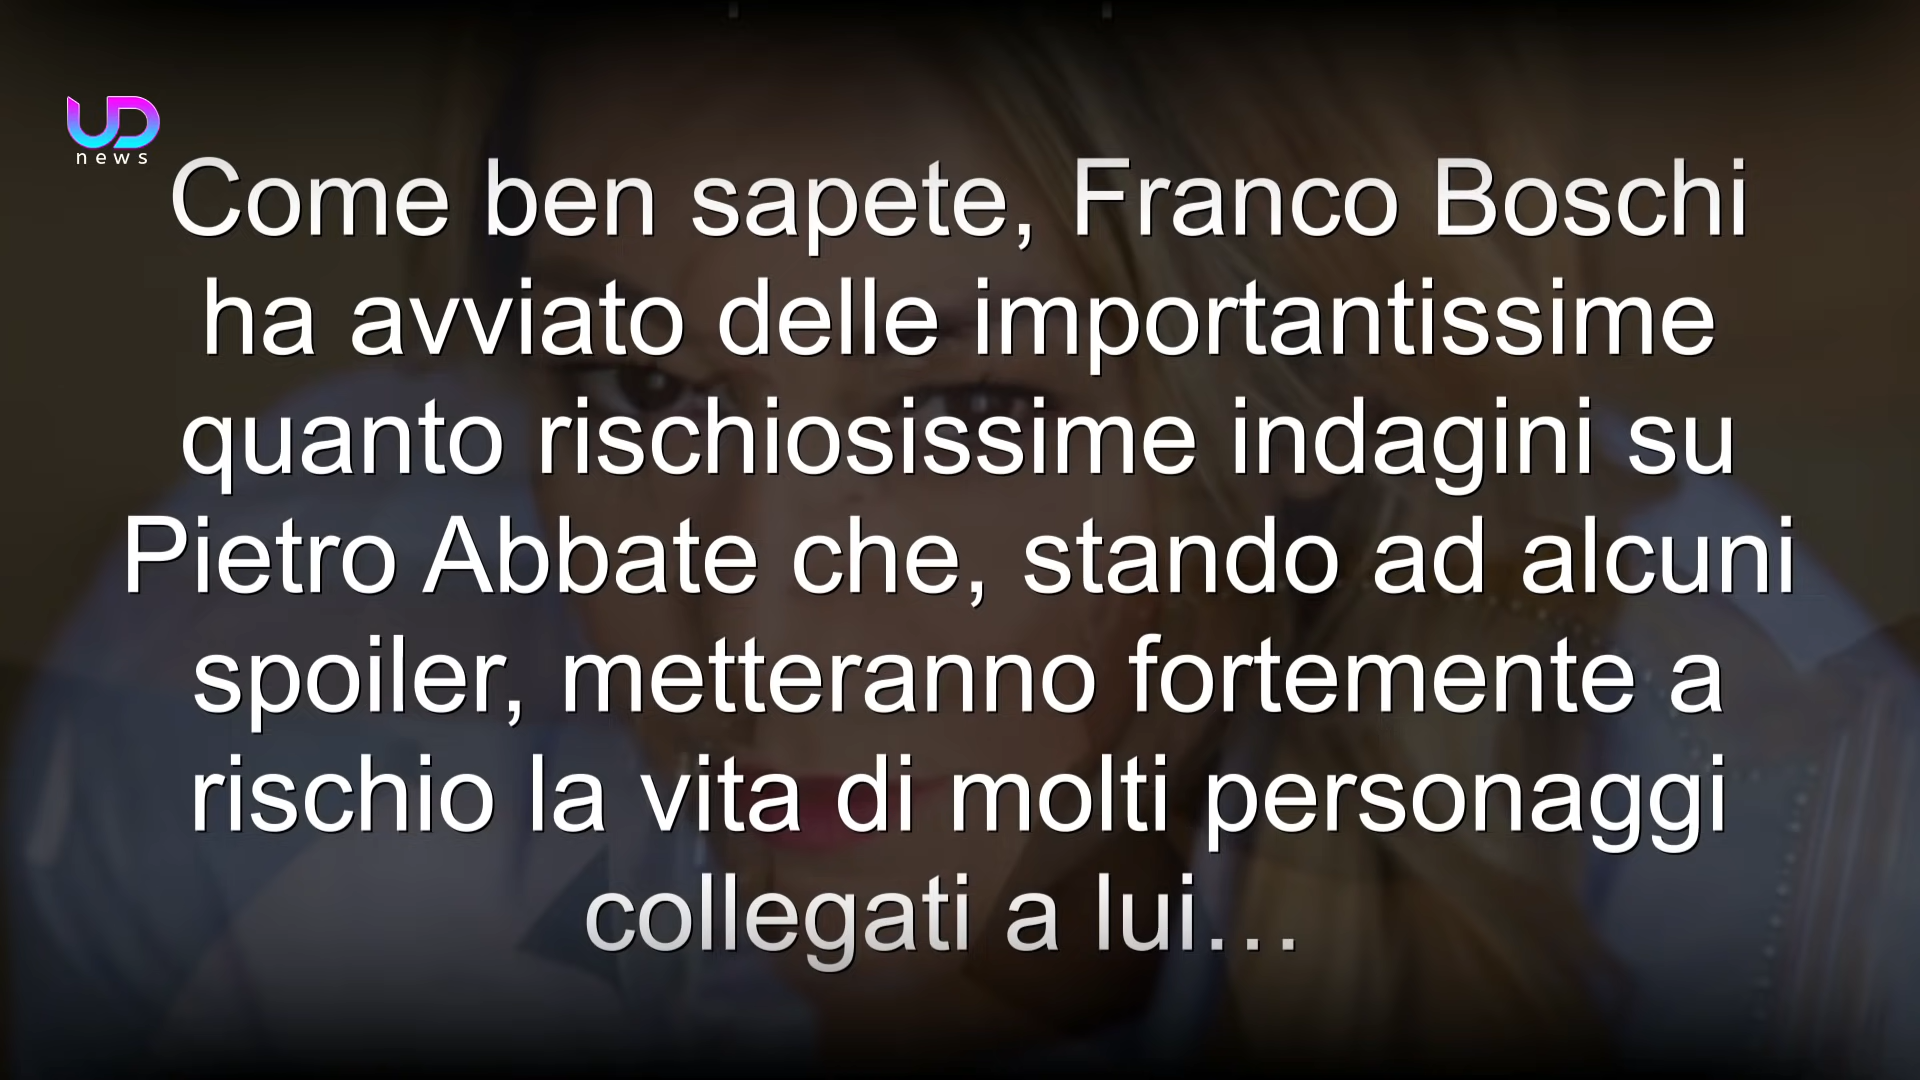 UD
news
Come ben sapete, Franco Boschi
ha avviato delle importantissime
quanto rischiosissime indagini su
Pietro Abbate che, stando ad alcuni
spoiler, metteranno fortemente a
rischio la vita di molti personaggi
collegati a lui…